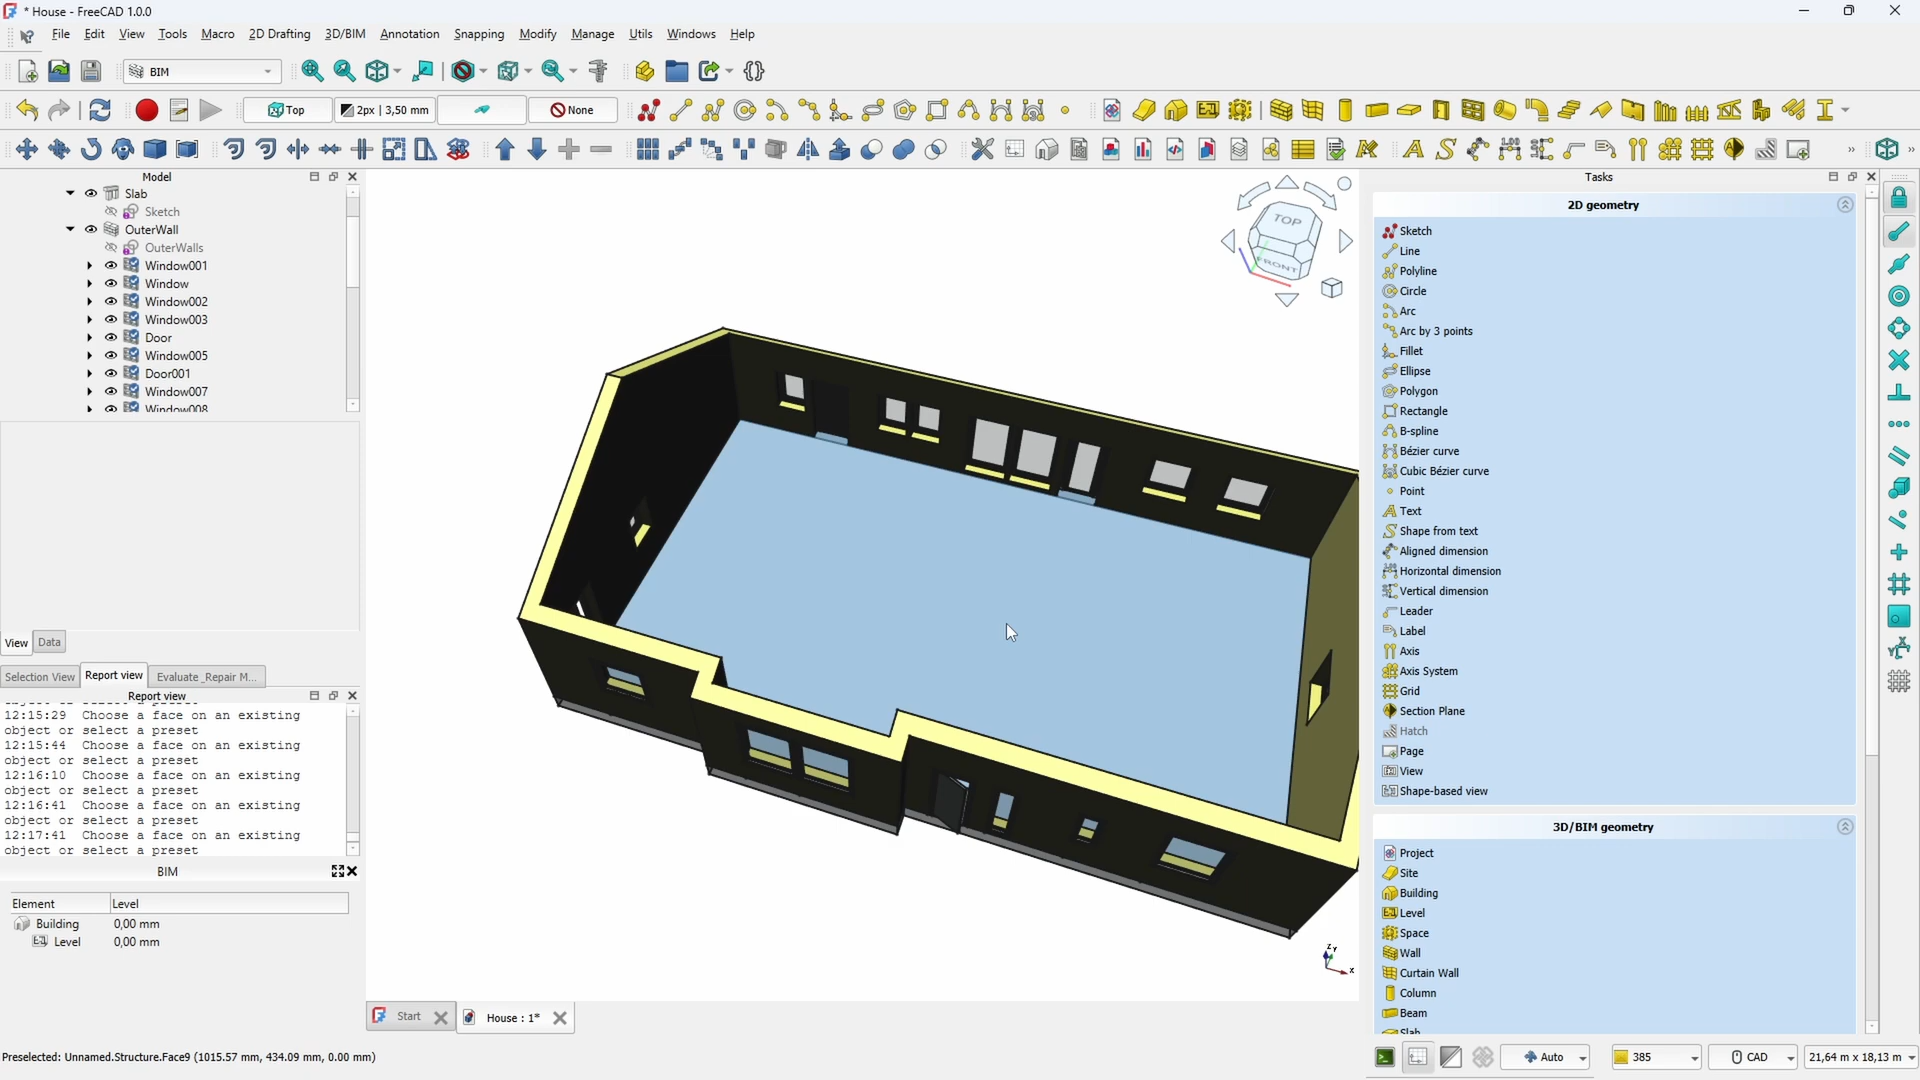 * House - FreeCAD 1.0.0
File Edit View Tools Macro 2D Drafting 3D/BIM Annotation Snapping Modify Manage Utils Windows Help
BIM
Top
2px | 3,50 mm
None
Model
Slab
Sketch
OuterWall
OuterWalls
Window001
Window
Window002
Window003
Door
Window005
Door001
Window007
Window008
View Data
Selection View Report view Evaluate _Repair M...
Report view
object or select a preset
12:15:29 Choose a face on an existing
object or select a preset
12:15:44 Choose a face on an existing
object or select a preset
12:16:10 Choose a face on an existing
object or select a preset
12:16:41 Choose a face on an existing
object or select a preset
12:17:41 Choose a face on an existing
object or select a preset
BIM
Element Level
Building 0,00 mm
Level 0,00 mm
TOP
FRONT
Z
Y
X
Start
House : 1*
Tasks
2D geometry
Sketch
Line
Polyline
Circle
Arc
Arc by 3 points
Fillet
Ellipse
Polygon
Rectangle
B-spline
Bézier curve
Cubic Bézier curve
Point
Text
Shape from text
Aligned dimension
Horizontal dimension
Vertical dimension
Leader
Label
Axis
Axis System
Grid
Section Plane
Hatch
Page
View
Shape-based view
3D/BIM geometry
Project
Site
Building
Level
Space
Wall
Curtain Wall
Column
Beam
Slab
Preselected: Unnamed.Structure.Face9 (1015.57 mm, 434.09 mm, 0.00 mm)
Auto
385
CAD
21,64 m x 18,13 m